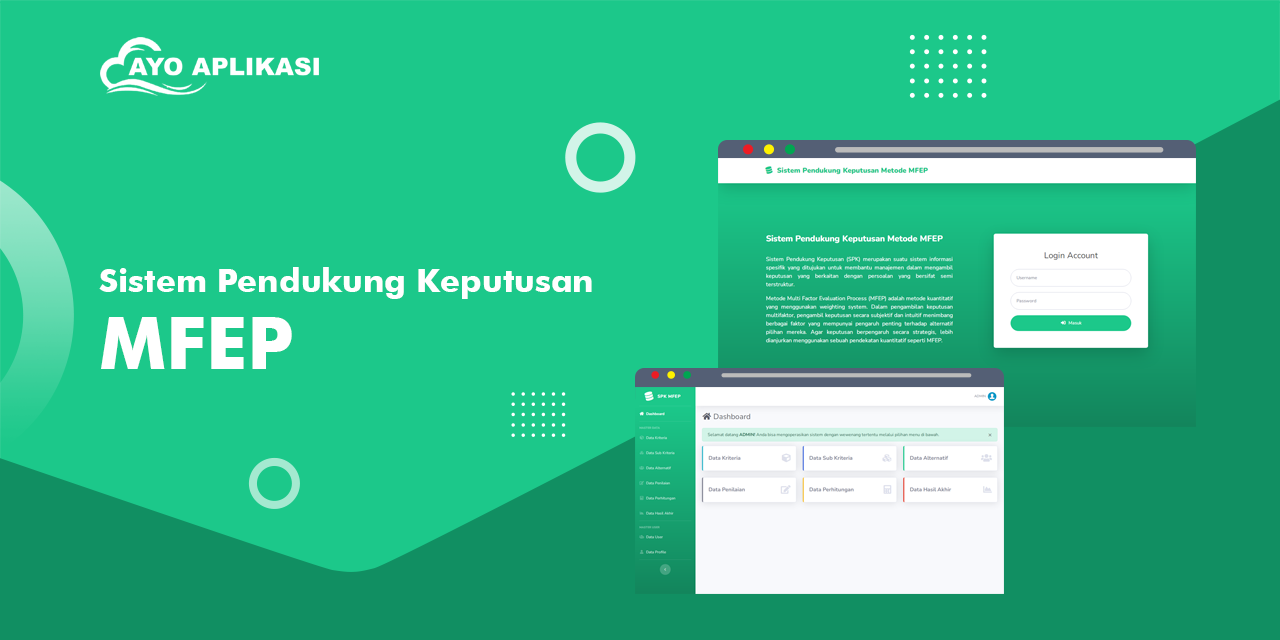 AYO APLIKASI
Sistem Pendukung Keputusan
MFEP
Sistem Pendukung Keputusan Metode MFEP
Sistem Pendukung Keputusan Metode MFEP
Sistem Pendukung Keputusan (SPK) merupakan suatu sistem informasi
spesifik yang ditujukan untuk membantu manajemen dalam mengambil
keputusan yang berkaitan dengan persoalan yang bersifat semi
terstruktur.
Metode Multi Factor Evaluation Process (MFEP) adalah metode kuantitatif
yang menggunakan weighting system. Dalam pengambilan keputusan
multifaktor, pengambil keputusan secara subjektif dan intuitif menimbang
berbagai faktor yang mempunyai pengaruh penting terhadap alternatif
pilihan mereka. Agar keputusan berpengaruh secara strategis, lebih
dianjurkan menggunakan sebuah pendekatan kuantitatif seperti MFEP.
Login Account
Username
Password
Masuk
SPK MFEP
Dashboard
MASTER DATA
Data Kriteria
Data Sub Kriteria
Data Alternatif
Data Penilaian
Data Perhitungan
Data Hasil Akhir
MASTER USER
Data User
Data Profile
ADMIN
Dashboard
Selamat datang ADMIN! Anda bisa mengoperasikan sistem dengan wewenang tertentu melalui pilihan menu di bawah.
Data Kriteria
Data Sub Kriteria
Data Alternatif
Data Penilaian
Data Perhitungan
Data Hasil Akhir